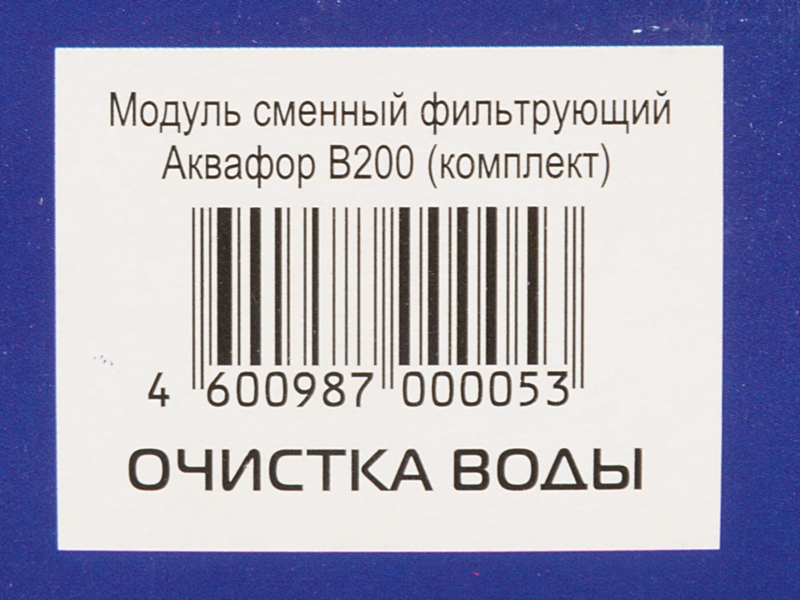 Модуль сменный фильтрующий
Аквафор В200 (комплект)
4 600987 000053
ОЧИСТКА ВОДЫ